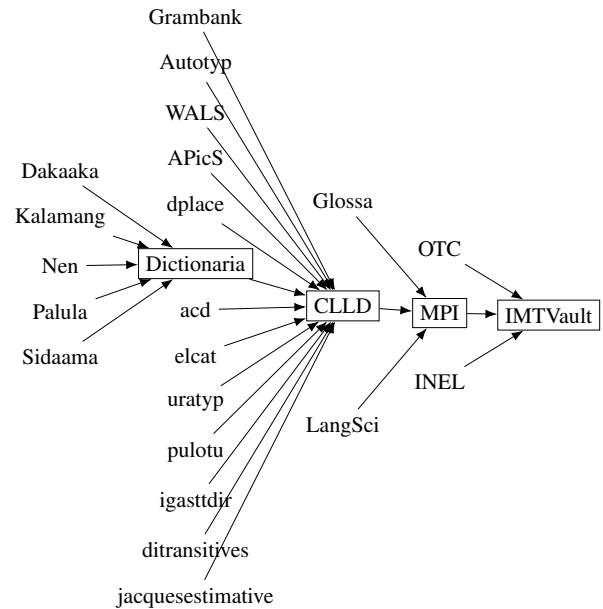 Grambank
Autotyp
WALS
APicS
Dakaaka
dplace
Glossa
Kalamang
OTC
Nen
Dictionaria
Palula
acd
CLLD
MPI
IMTVault
Sidaama
elcat
INEL
uratyp
LangSci
pulotu
igasttdir
ditransitives
jacquesestimative